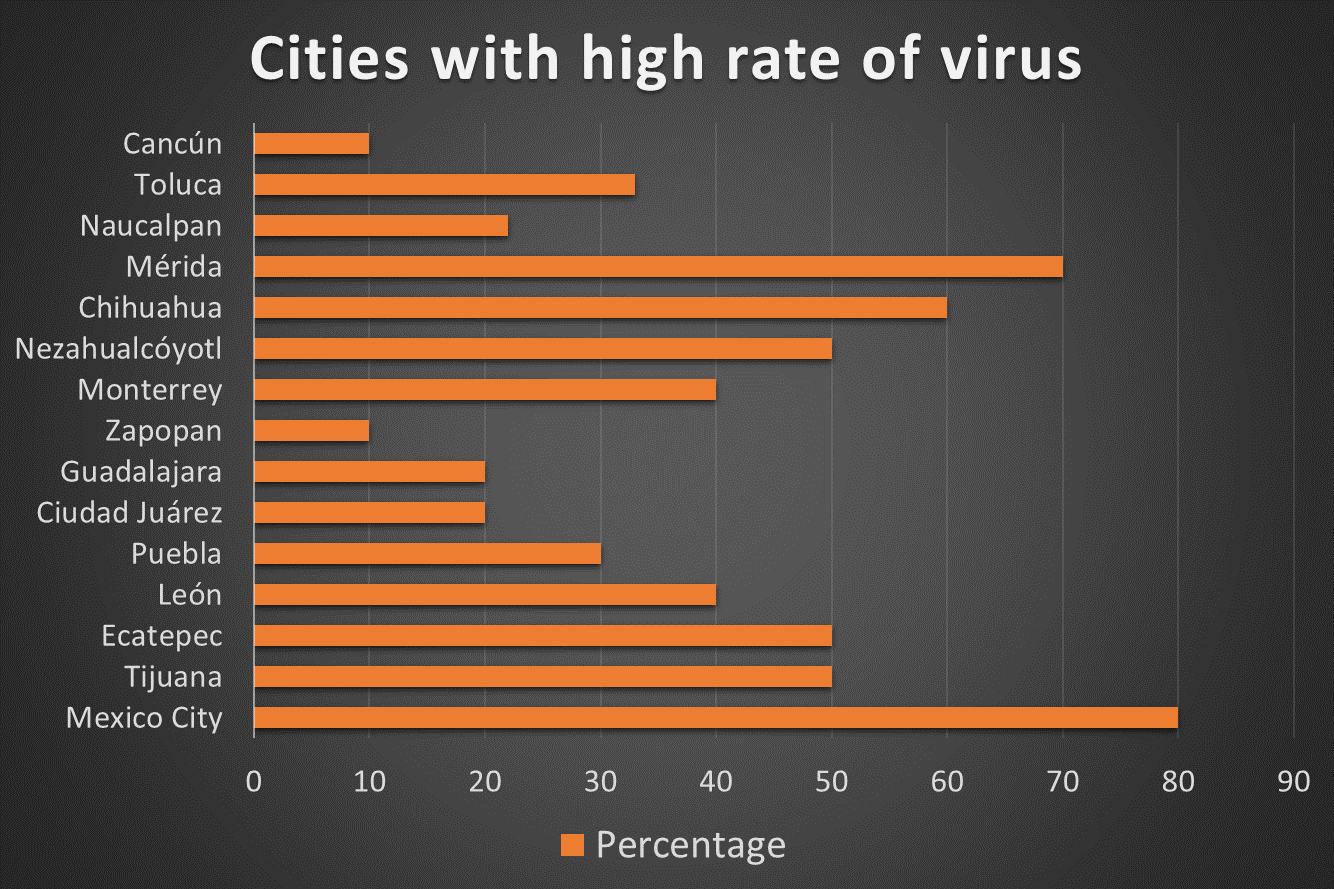 Cities with high rate of virus
Cancún
Toluca
Naucalpan
Mérida
Chihuahua
Nezahualcóyotl
Monterrey
Zapopan
Guadalajara
Ciudad Juárez
Puebla
León
Ecatepec
Tijuana
Mexico City
0 10 20 30 40 50 60 70 80 90
Percentage